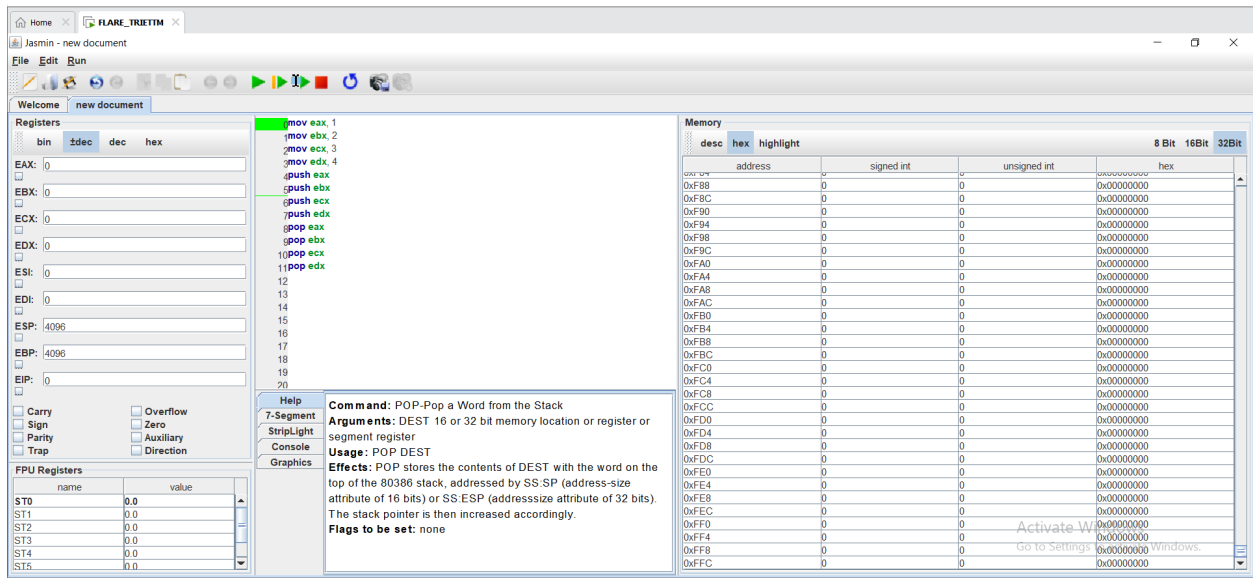 Home
FLARE_TRIETTM
Jasmin - new document
File Edit Run
Welcome new document
Registers
bin ±dec dec hex
EAX: 0
EBX: 0
ECX: 0
EDX: 0
ESI: 0
EDI: 0
ESP: 4096
EBP: 4096
EIP: 0
Carry Overflow
Sign Zero
Parity Auxiliary
Trap Direction
FPU Registers
name value
ST0 0.0
ST1 0.0
ST2 0.0
ST3 0.0
ST4 0.0
ST5 0.0
0 mov eax, 1
1 mov ebx, 2
2 mov ecx, 3
3 mov edx, 4
4 push eax
5 push ebx
6 push ecx
7 push edx
8 pop eax
9 pop ebx
10 pop ecx
11 pop edx
12
13
14
15
16
17
18
19
20
Help
7-Segment
StripLight
Console
Graphics
Command: POP-Pop a Word from the Stack
Arguments: DEST 16 or 32 bit memory location or register or
segment register
Usage: POP DEST
Effects: POP stores the contents of DEST with the word on the
top of the 80386 stack, addressed by SS:SP (address-size
attribute of 16 bits) or SS:ESP (addresssize attribute of 32 bits).
The stack pointer is then increased accordingly.
Flags to be set: none
Memory
desc hex highlight 8 Bit 16Bit 32Bit
address signed int unsigned int hex
0xF84 0 0 0x00000000
0xF88 0 0 0x00000000
0xF8C 0 0 0x00000000
0xF90 0 0 0x00000000
0xF94 0 0 0x00000000
0xF98 0 0 0x00000000
0xF9C 0 0 0x00000000
0xFA0 0 0 0x00000000
0xFA4 0 0 0x00000000
0xFA8 0 0 0x00000000
0xFAC 0 0 0x00000000
0xFB0 0 0 0x00000000
0xFB4 0 0 0x00000000
0xFB8 0 0 0x00000000
0xFBC 0 0 0x00000000
0xFC0 0 0 0x00000000
0xFC4 0 0 0x00000000
0xFC8 0 0 0x00000000
0xFCC 0 0 0x00000000
0xFD0 0 0 0x00000000
0xFD4 0 0 0x00000000
0xFD8 0 0 0x00000000
0xFDC 0 0 0x00000000
0xFE0 0 0 0x00000000
0xFE4 0 0 0x00000000
0xFE8 0 0 0x00000000
0xFEC 0 0 0x00000000
0xFF0 0 0 0x00000000
0xFF4 0 0 0x00000000
0xFF8 0 0 0x00000000
0xFFC 0 0 0x00000000
Activate
Go to Settings Windows.